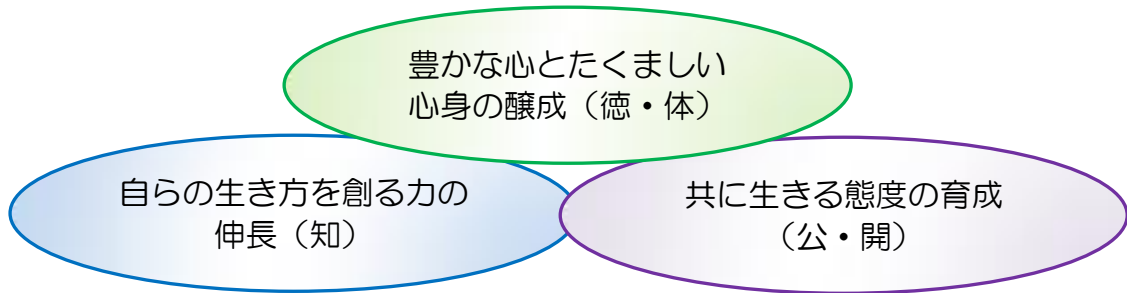 豊かな心とたくましい
心身の醸成（徳・体）
自らの生き方を創る力の
伸長（知）
共に生きる態度の育成
（公・開）